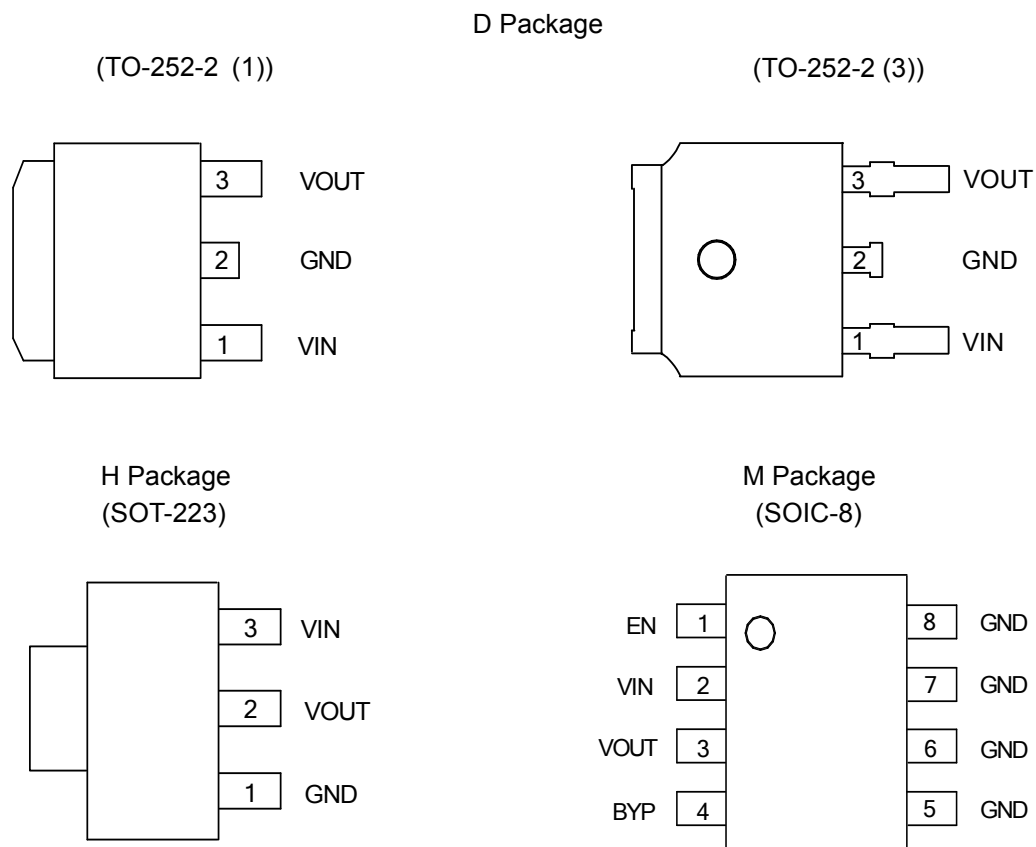 D Package
(TO-252-2 (1))
(TO-252-2 (3))
3 VOUT
2 GND
1 VIN
3 VOUT
2 GND
1 VIN
H Package
(SOT-223)
M Package
(SOIC-8)
3 VIN
2 VOUT
1 GND
EN 1 8 GND
VIN 2 7 GND
VOUT 3 6 GND
BYP 4 5 GND